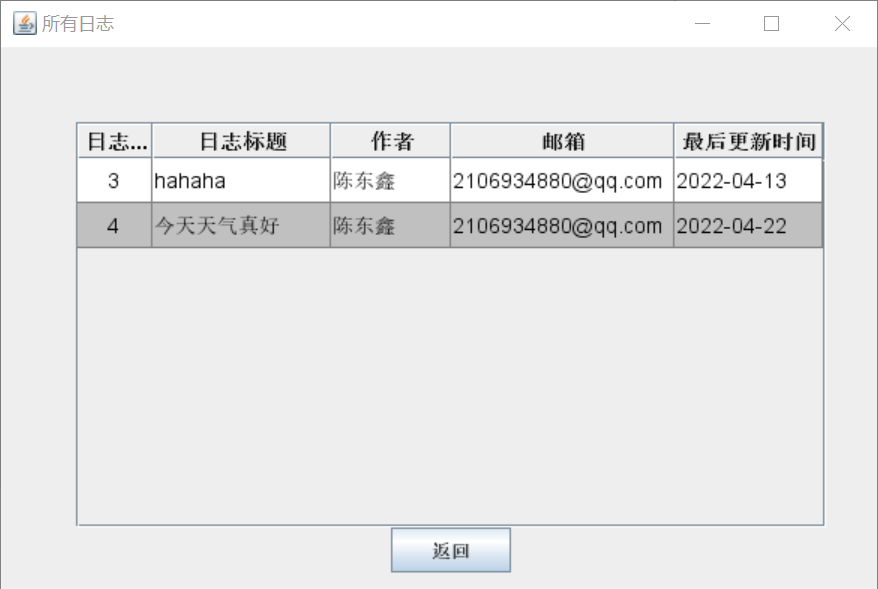 所有日志
日志... 日志标题 作者 邮箱 最后更新时间
3 hahaha 陈东鑫 2106934880@qq.com 2022-04-13
4 今天天气真好 陈东鑫 2106934880@qq.com 2022-04-22
返回